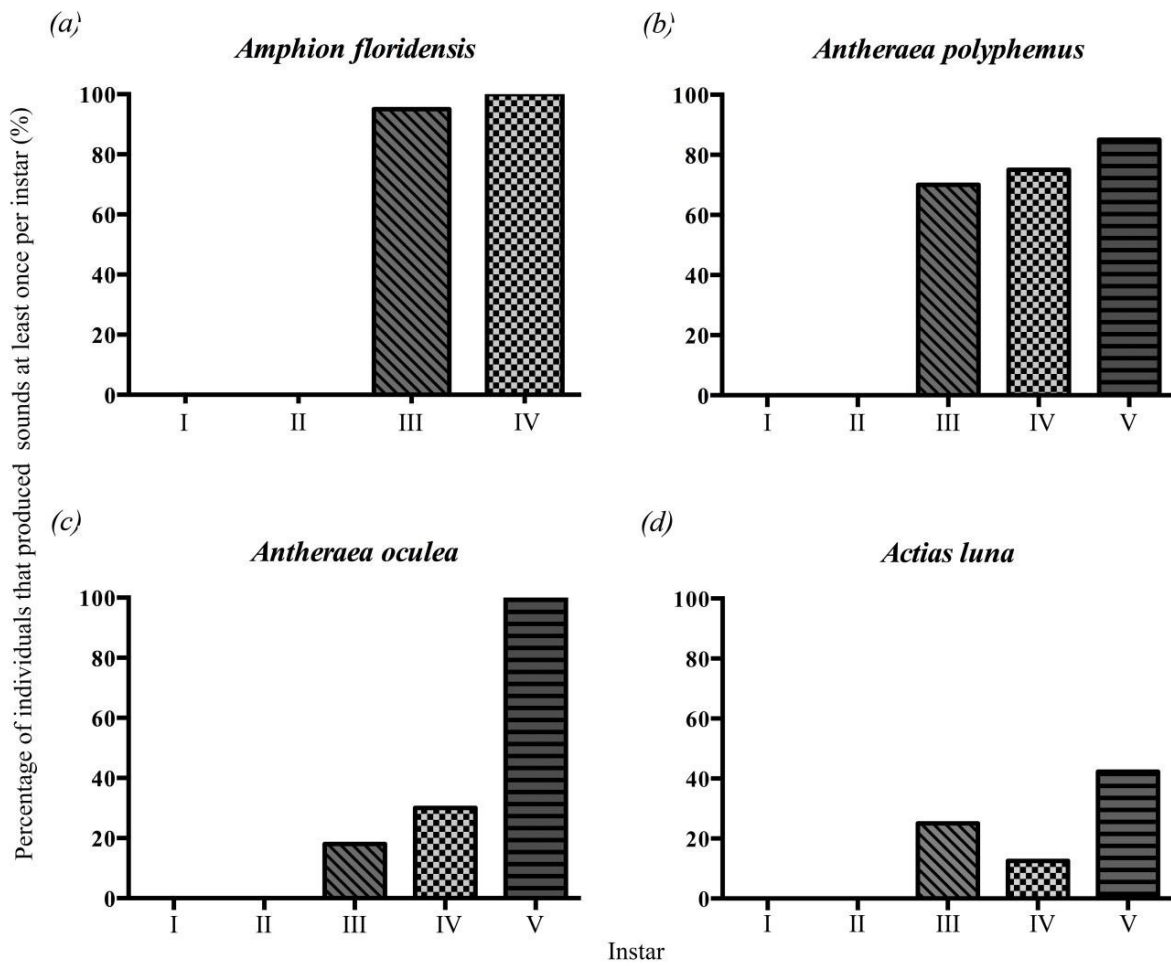 (a)
Amphion floridensis
100
80
60
40
20
0
I II III IV
(b)
Antheraea polyphemus
100
80
60
40
20
0
I II III IV V
(c)
Antheraea oculea
100
80
60
40
20
0
I II III IV V
(d)
Actias luna
100
80
60
40
20
0
I II III IV V
Percentage of individuals that produced sounds at least once per instar (%)
Instar